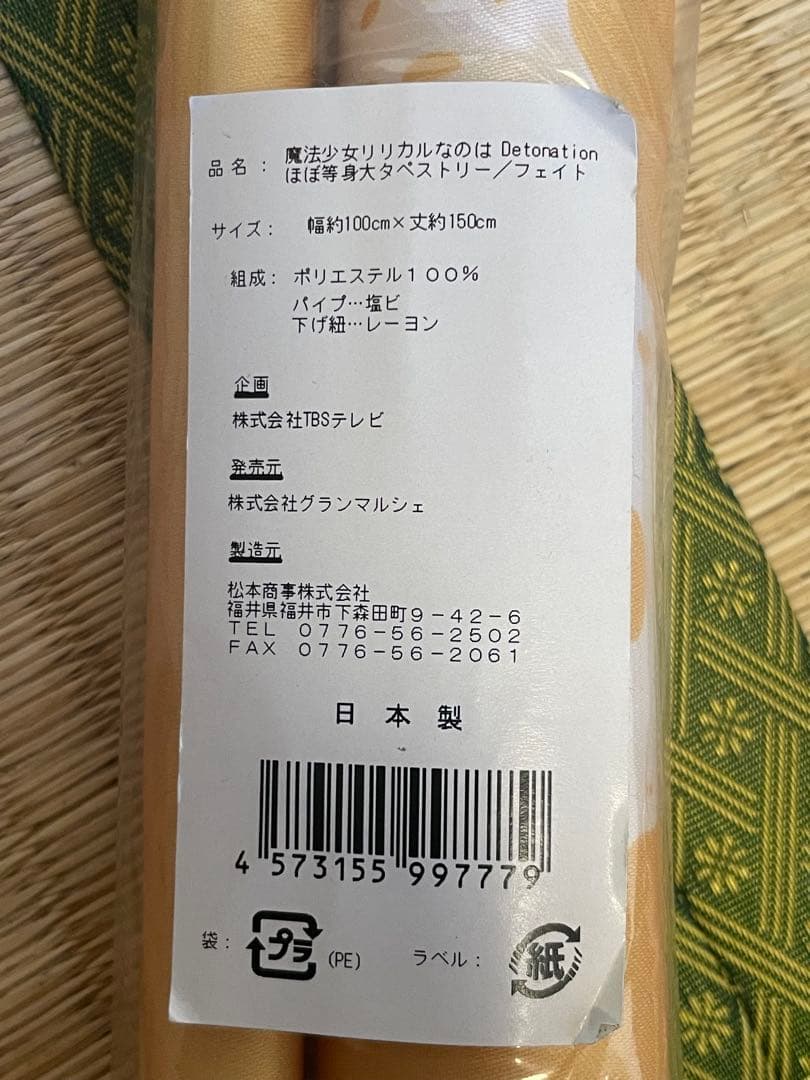 品名： 魔法少女リリカルなのは Detonation
ほぼ等身大タペストリー／フェイト
サイズ： 幅約100cm×丈約150cm
組成： ポリエステル１００％
パイプ…塩ビ
下げ紐…レーヨン
企画
株式会社TBSテレビ
発売元
株式会社グランマルシェ
製造元
松本商事株式会社
福井県福井市下森田町９－４２－６
ＴＥＬ ０７７６－５６－２５０２
ＦＡＸ ０７７６－５６－２０６１
日本製
4 573155 997779
袋： プラ (PE) ラベル： 紙